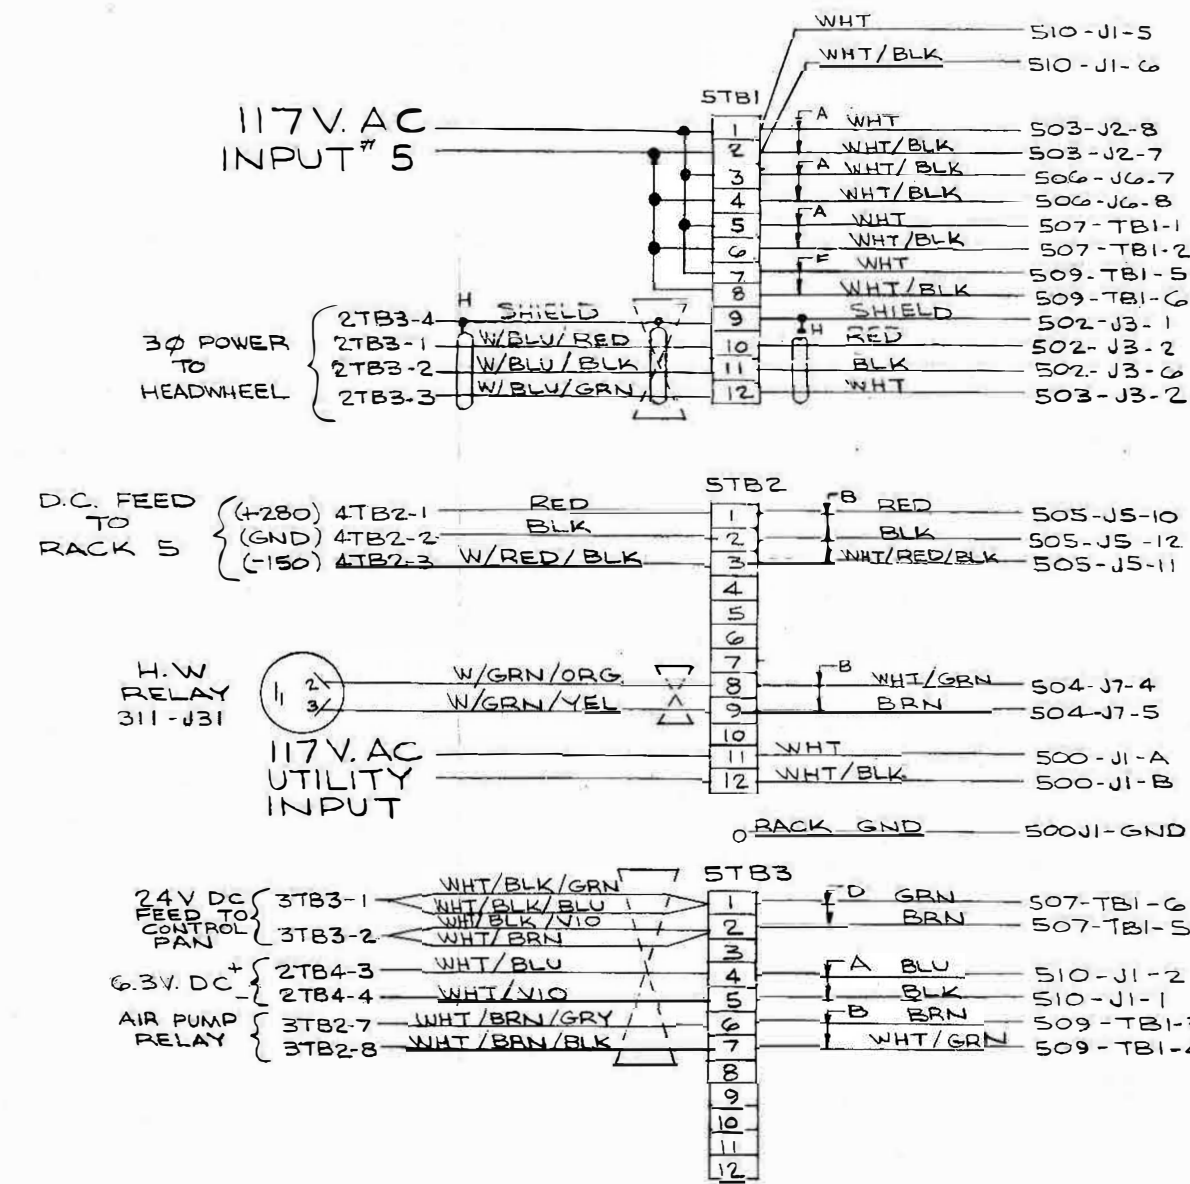 WHT 510-J1-5
WHT/BLK 510-J1-6
5TB1
117V. AC
INPUT #5
1 A WHT 503-J2-8
2 WHT/BLK 503-J2-7
3 A WHT/BLK 506-J6-7
4 WHT/BLK 506-J6-8
5 A WHT 507-TB1-1
6 WHT/BLK 507-TB1-2
7 E WHT 509-TB1-5
8 WHT/BLK 509-TB1-6
3Ø POWER
TO
HEADWHEEL
2TB3-4 H SHIELD 9 SHIELD 502-J3-1
2TB3-1 W/BLU/RED 10 H RED 502-J3-2
2TB3-2 W/BLU/BLK 11 BLK 502-J3-6
2TB3-3 W/BLU/GRN 12 WHT 503-J3-2
5TB2
D.C. FEED
TO
RACK 5
(+280) 4TB2-1 RED 1 B RED 505-J5-10
(GND) 4TB2-2 BLK 2 BLK 505-J5-12
(-150) 4TB2-3 W/RED/BLK 3 WHT/RED/BLK 505-J5-11
4
5
6
7
H.W
RELAY
311-J31
1 2 W/GRN/ORG 8 B WHT/GRN 504-J7-4
3 W/GRN/YEL 9 BRN 504-J7-5
10
117V. AC
UTILITY
INPUT
11 WHT 500-J1-A
12 WHT/BLK 500-J1-B
RACK GND 500J1-GND
5TB3
24V DC
FEED TO
CONTROL
PAN
3TB3-1 WHT/BLK/GRN 1 D GRN 507-TB1-6
WHT/BLK/BLU
3TB3-2 WHT/BLK/VIO 2 BRN 507-TB1-5
WHT/BRN
3
6.3V. DC + -
2TB4-3 WHT/BLU 4 A BLU 510-J1-2
2TB4-4 WHT/VIO 5 BLK 510-J1-1
AIR PUMP
RELAY
3TB2-7 WHT/BRN/GRY 6 B BRN 509-TB1-
3TB2-8 WHT/BRN/BLK 7 WHT/GRN 509-TB1-4
8
9
10
11
12